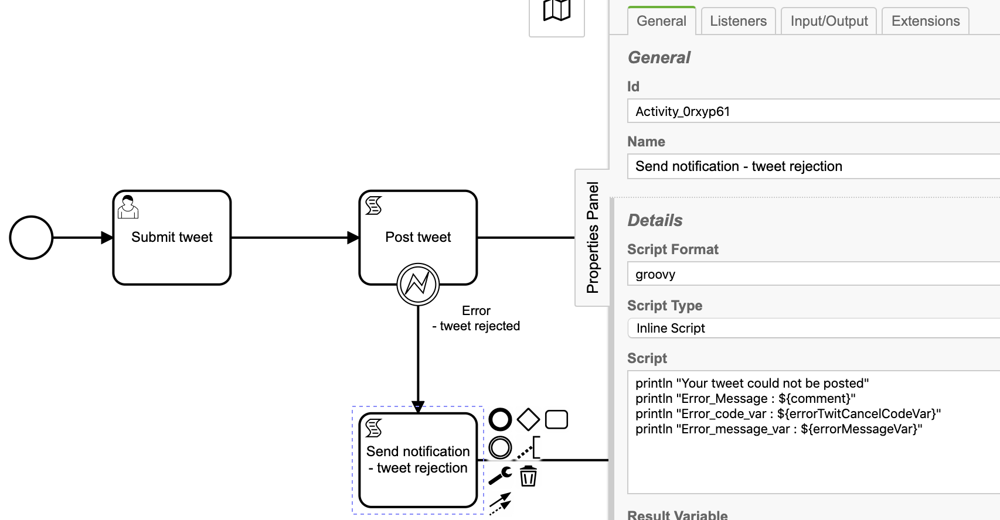 General
Listeners
Input/Output
Extensions
General
Id
Activity_0rxyp61
Name
Send notification - tweet rejection
Properties Panel
Details
Script Format
groovy
Script Type
Inline Script
Script
println "Your tweet could not be posted"
println "Error_Message : ${comment}"
println "Error_code_var : ${errorTwitCancelCodeVar}"
println "Error_message_var : ${errorMessageVar}"
Result Variable
Submit tweet
Post tweet
Error
- tweet rejected
Send notification
- tweet rejection